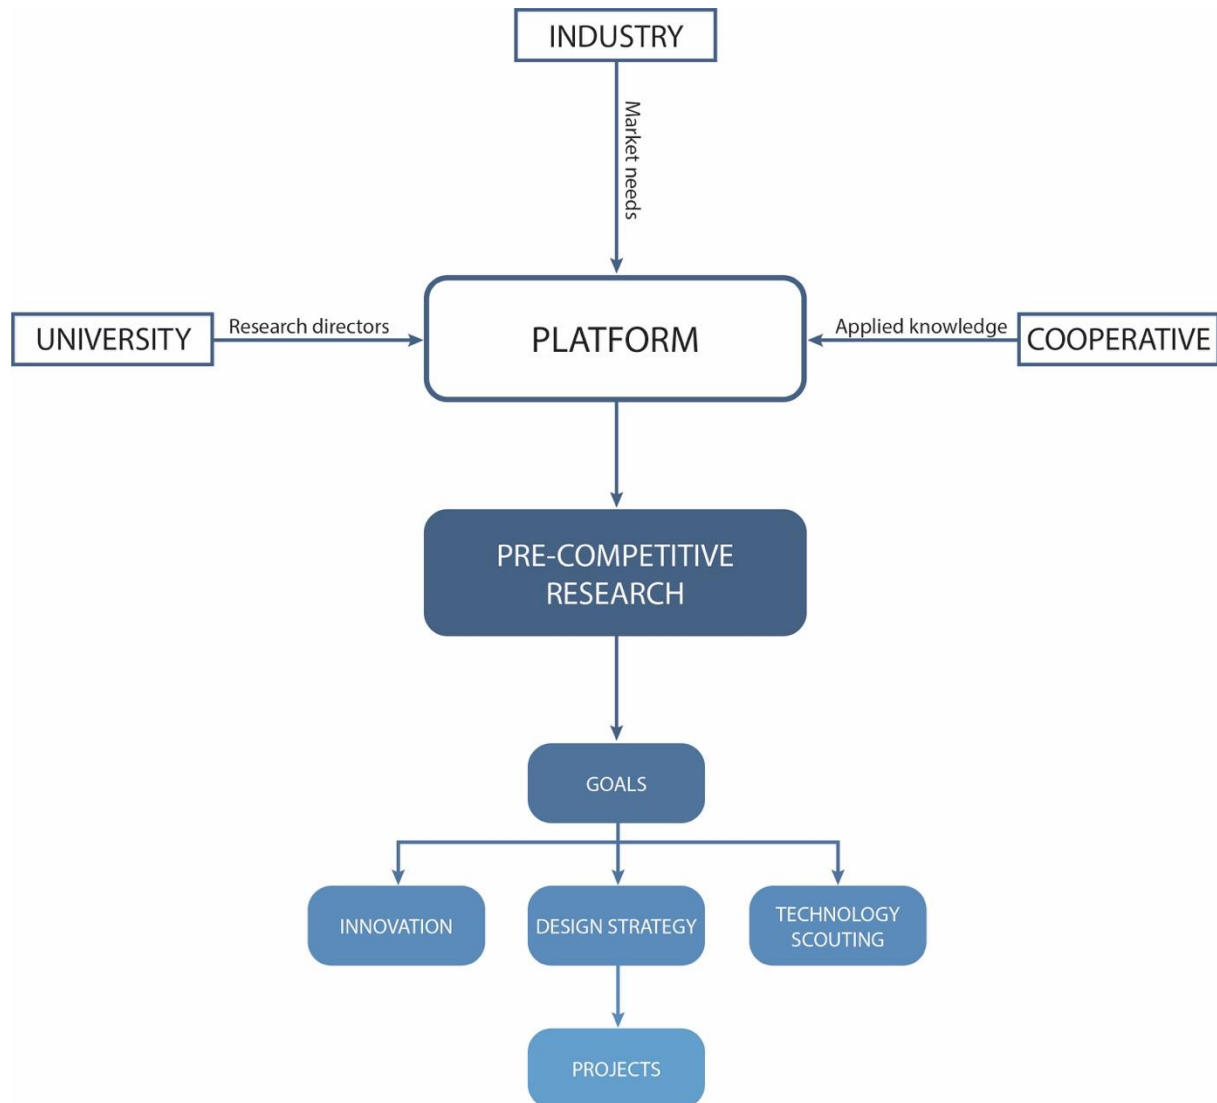 INDUSTRY
Market needs
UNIVERSITY
Research directors
PLATFORM
Applied knowledge
COOPERATIVE
PRE-COMPETITIVE
RESEARCH
GOALS
INNOVATION
DESIGN STRATEGY
TECHNOLOGY
SCOUTING
PROJECTS